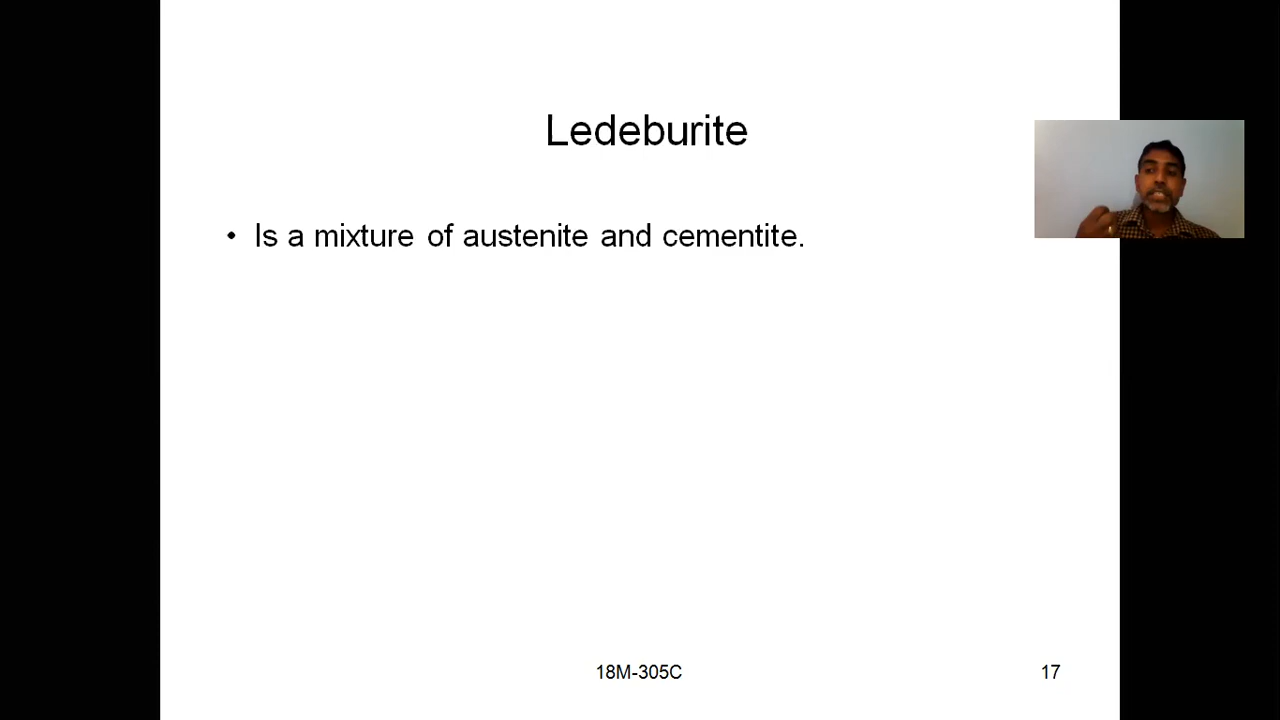 Ledeburite
• Is a mixture of austenite and cementite.
18M-305C
17